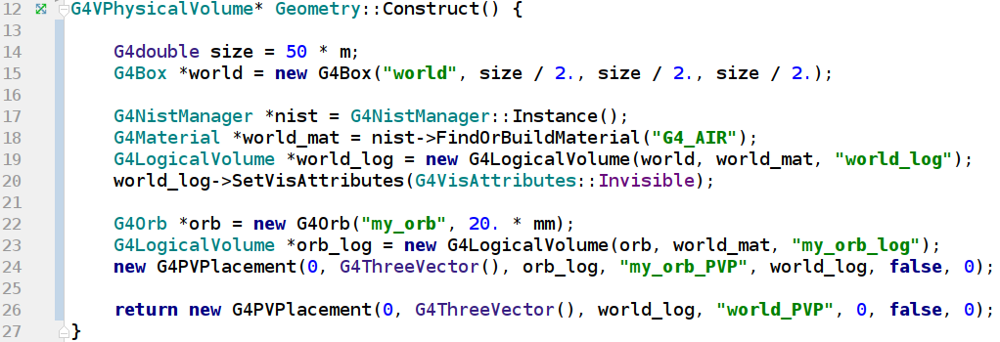 12 G4VPhysicalVolume* Geometry::Construct() {
13
14 G4double size = 50 * m;
15 G4Box *world = new G4Box("world", size / 2., size / 2., size / 2.);
16
17 G4NistManager *nist = G4NistManager::Instance();
18 G4Material *world_mat = nist->FindOrBuildMaterial("G4_AIR");
19 G4LogicalVolume *world_log = new G4LogicalVolume(world, world_mat, "world_log");
20 world_log->SetVisAttributes(G4VisAttributes::Invisible);
21
22 G4Orb *orb = new G4Orb("my_orb", 20. * mm);
23 G4LogicalVolume *orb_log = new G4LogicalVolume(orb, world_mat, "my_orb_log");
24 new G4PVPlacement(0, G4ThreeVector(), orb_log, "my_orb_PVP", world_log, false, 0);
25
26 return new G4PVPlacement(0, G4ThreeVector(), world_log, "world_PVP", 0, false, 0);
27 }